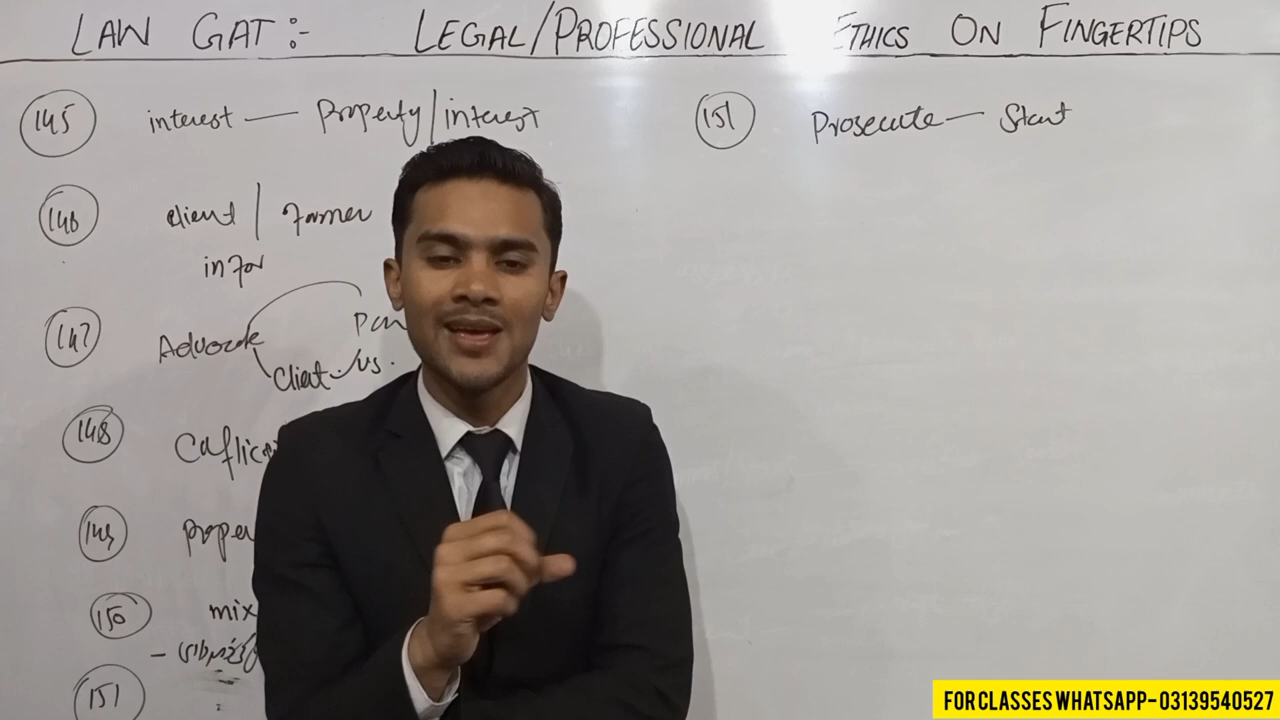 LAW GAT:- LEGAL/PROFESSIONAL ETHICS ON FINGERTIPS
145 interest — Property/interest
146 client / Former
infor
147 Advocate
Client vs.
148
149 proper
150 mix
151
151 Prosecute — Start
FOR CLASSES WHATSAPP- 03139540527